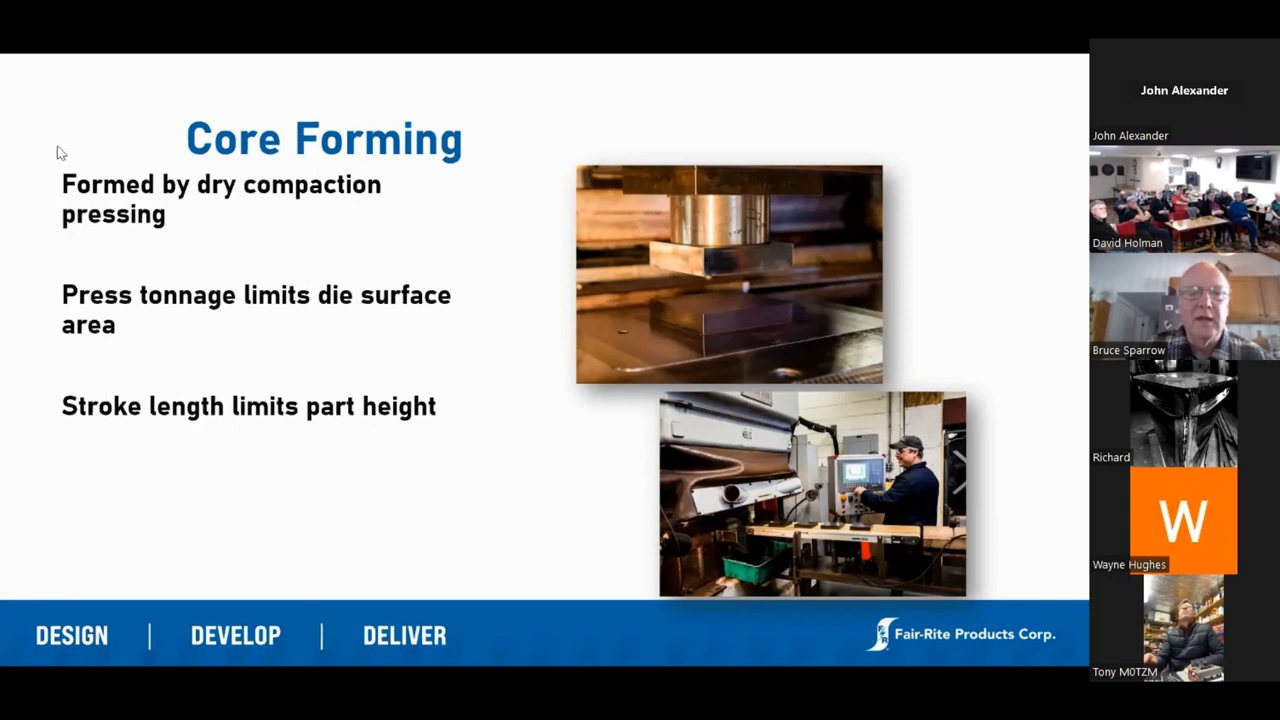 Core Forming
Formed by dry compaction
pressing
Press tonnage limits die surface
area
Stroke length limits part height
DESIGN | DEVELOP | DELIVER
Fair-Rite Products Corp.
John Alexander
John Alexander
David Holman
Bruce Sparrow
Richard
W
Wayne Hughes
Tony M0TZM